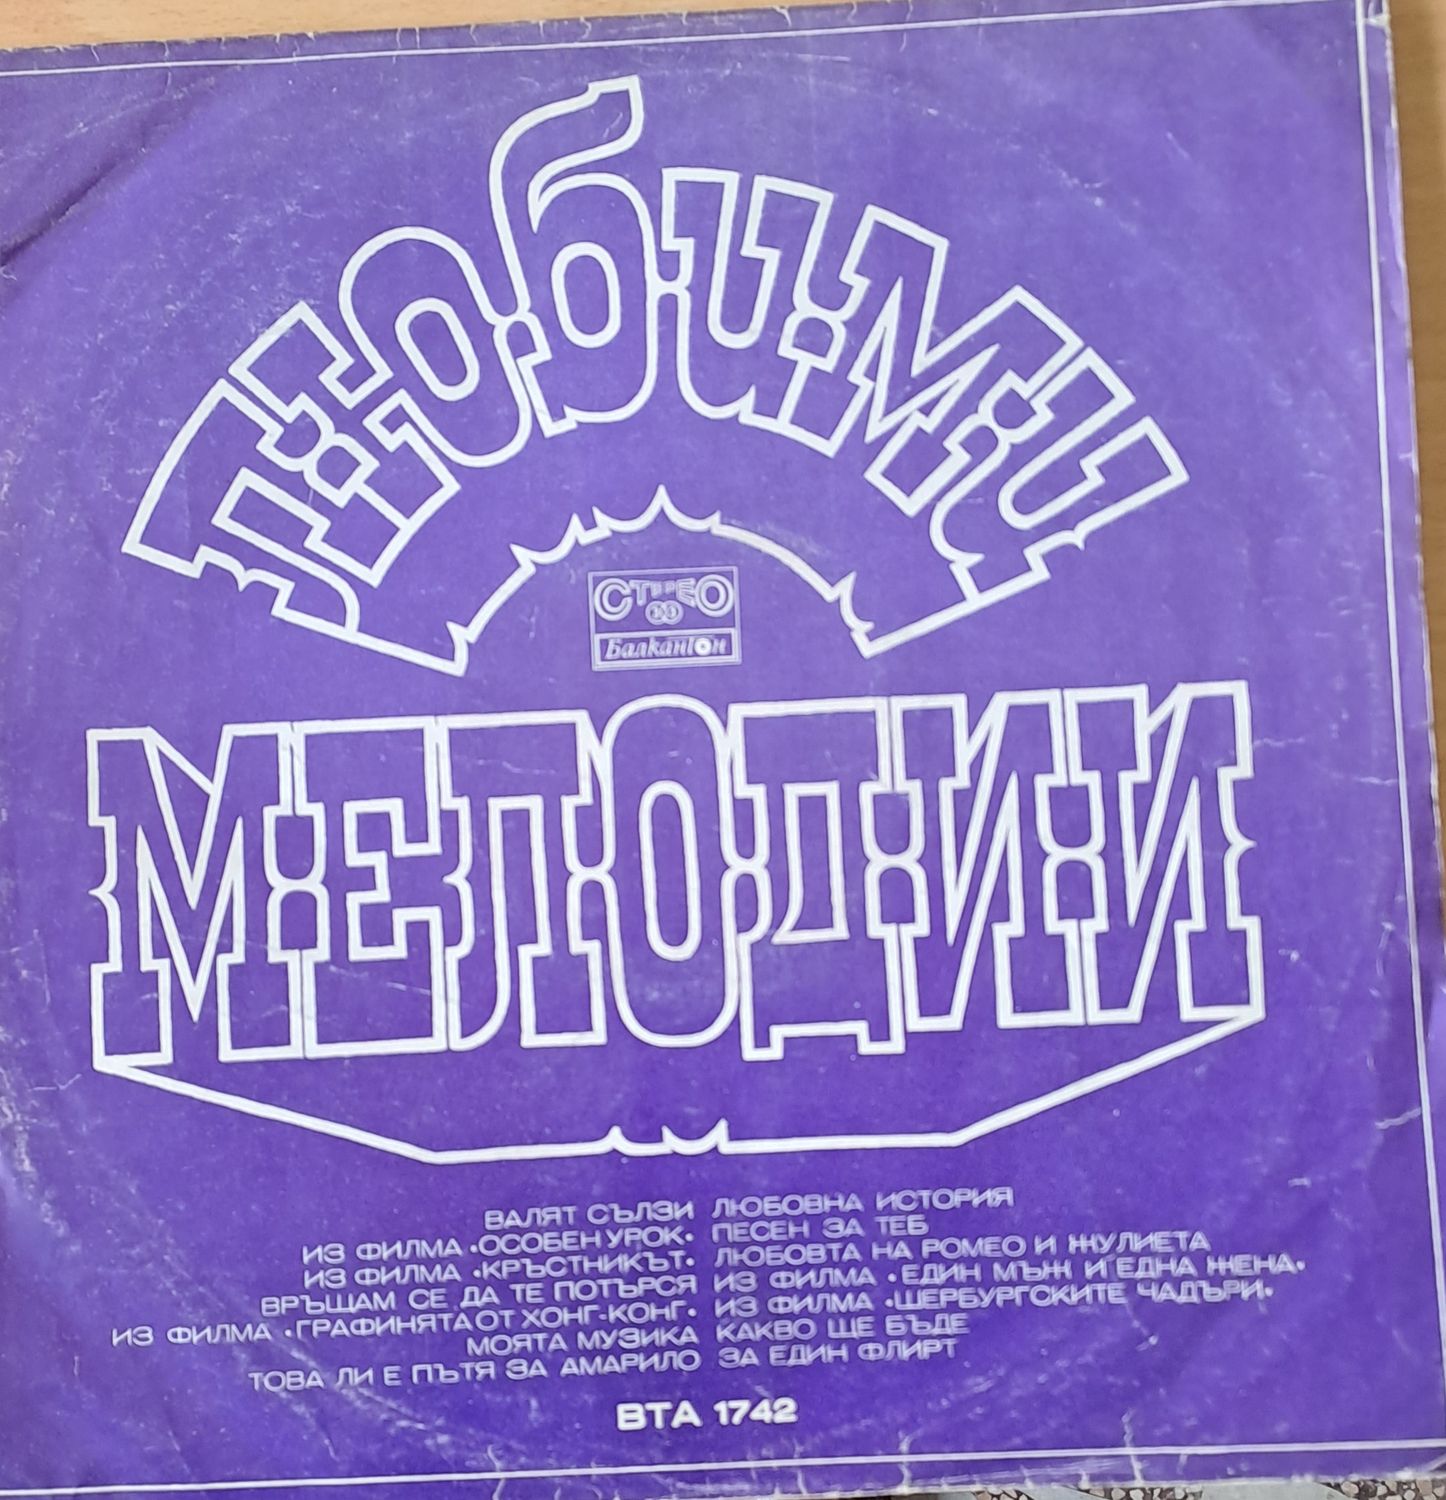 Любими
СТЕРЕО
33
Балкантон
МЕЛОДИИ
ВАЛЯТ СЪЛЗИ ЛЮБОВНА ИСТОРИЯ
ИЗ ФИЛМА •ОСОБЕН УРОК• ПЕСЕН ЗА ТЕБ
ИЗ ФИЛМА •КРЪСТНИКЪТ• ЛЮБОВТА НА РОМЕО И ЖУЛИЕТА
ВРЪЩАМ СЕ ДА ТЕ ПОТЪРСЯ ИЗ ФИЛМА •ЕДИН МЪЖ И ЕДНА ЖЕНА•
ИЗ ФИЛМА •ГРАФИНЯТА ОТ ХОНГ-КОНГ• ИЗ ФИЛМА •ШЕРБУРГСКИТЕ ЧАДЪРИ•
МОЯТА МУЗИКА КАКВО ЩЕ БЪДЕ
ТОВА ЛИ Е ПЪТЯ ЗА АМАРИЛО ЗА ЕДИН ФЛИРТ
ВТА 1742